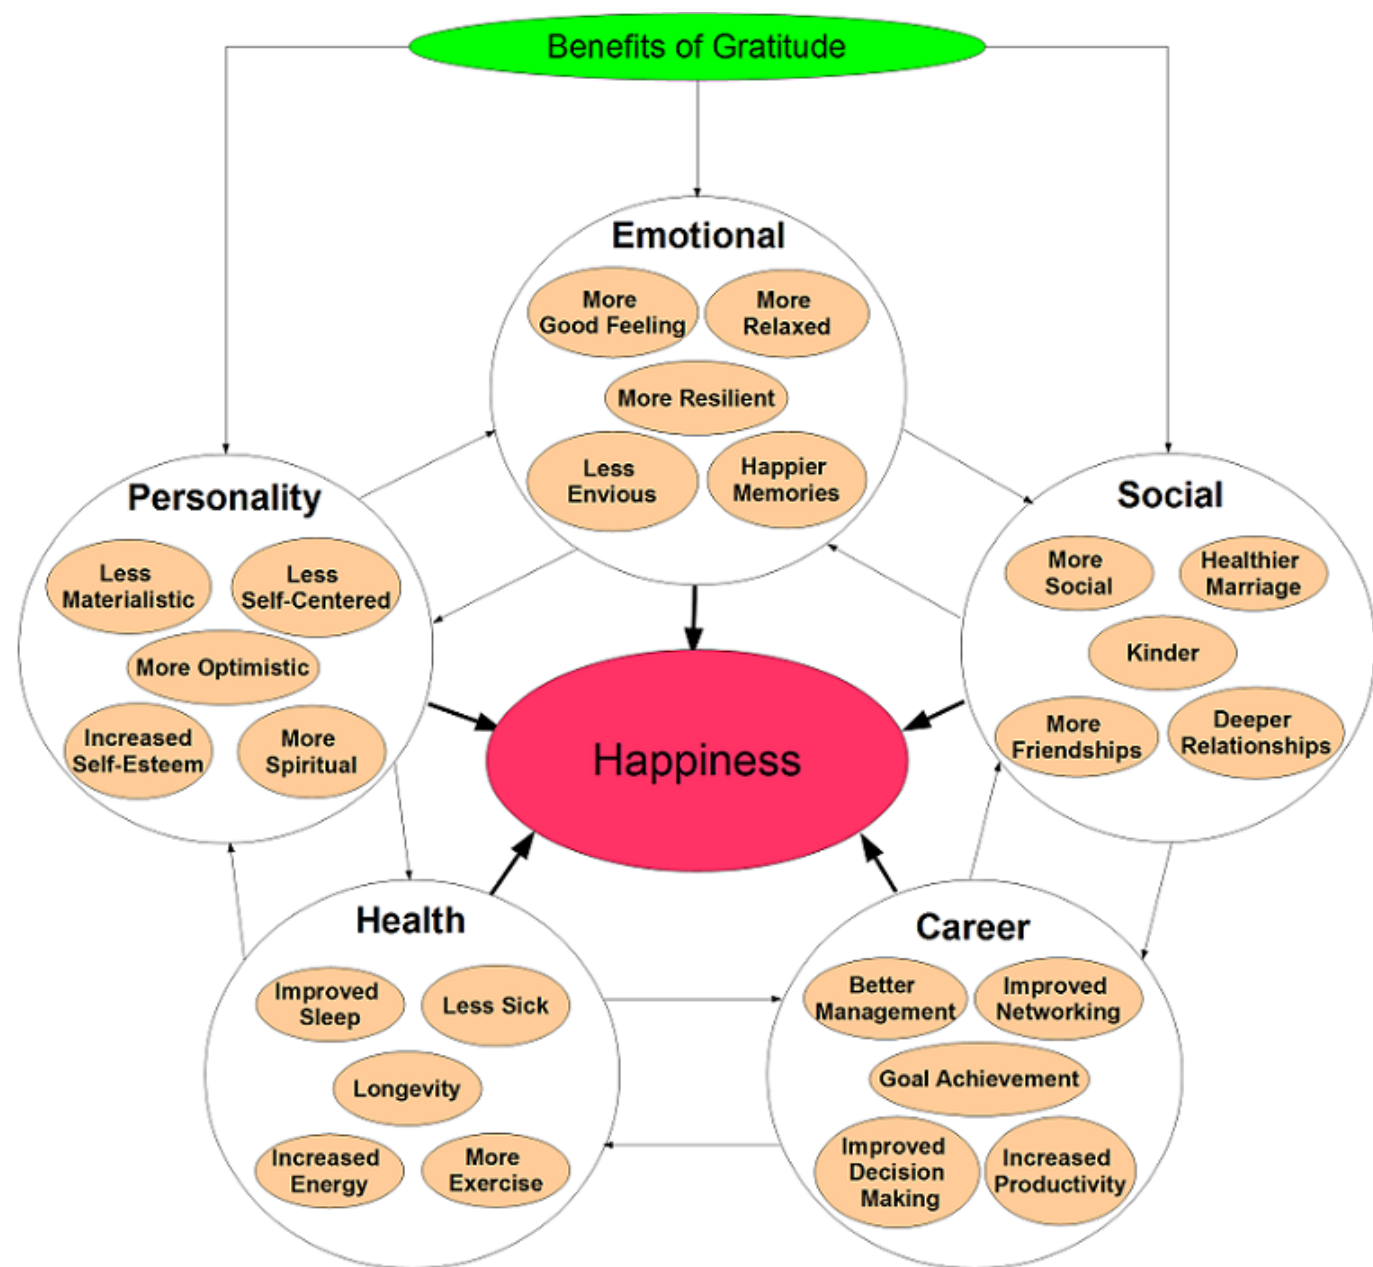 Benefits of Gratitude
Emotional
More
Good Feeling
More
Relaxed
More Resilient
Less
Envious
Happier
Memories
Personality
Less
Materialistic
Less
Self-Centered
More Optimistic
Increased
Self-Esteem
More
Spiritual
Social
More
Social
Healthier
Marriage
Kinder
More
Friendships
Deeper
Relationships
Happiness
Health
Improved
Sleep
Less Sick
Longevity
Increased
Energy
More
Exercise
Career
Better
Management
Improved
Networking
Goal Achievement
Improved
Decision
Making
Increased
Productivity